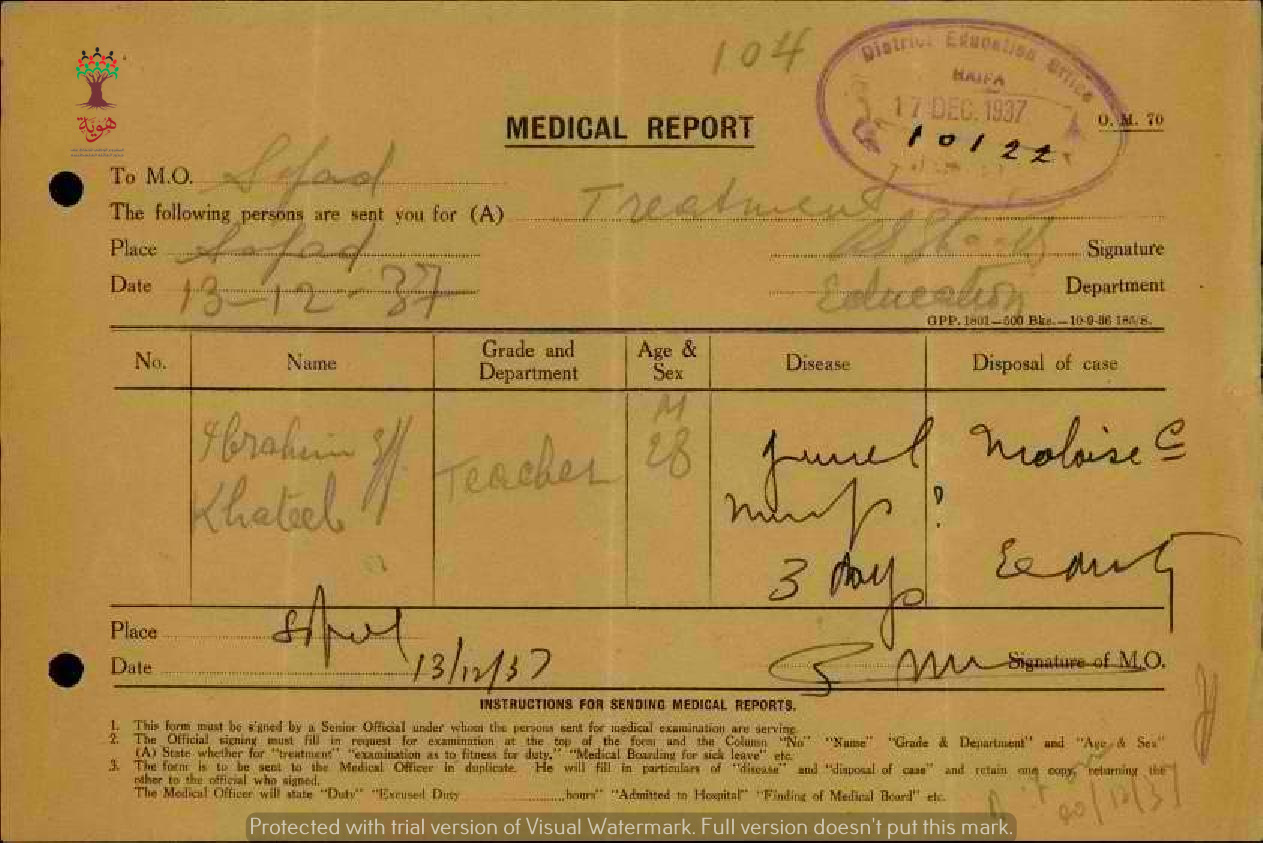 104
District Education Office
HAIFA
17 DEC. 1937
10122
هوية
MEDICAL REPORT
O. M. 70
To M.O. Safad
The following persons are sent you for (A) Treatment
Place Safad
Signature
Date 13-12-37
Education Department
GPP. 1801—500 Bks.—10-9-36 185/8.
No. Name Grade and Department Age & Sex Disease Disposal of case
Ibrahim Eff. Khateeb Teacher M 28
3 days
Place
Date 13/12/37
Signature of M.O.
INSTRUCTIONS FOR SENDING MEDICAL REPORTS.
1. This form must be signed by a Senior Official under whom the persons sent for medical examination are serving.
2. The Official signing must fill in request for examination at the top of the form and the Column "No" "Name" "Grade & Department" and "Age & Sex"
(A) State whether for "treatment" "examination as to fitness for duty," "Medical Boarding for sick leave" etc.
3. The form is to be sent to the Medical Officer in duplicate. He will fill in particulars of "disease" and "disposal of case" and retain one copy, returning the
other to the official who signed.
The Medical Officer will state "Duty" "Excused Duty ............hours" "Admitted to Hospital" "Finding of Medical Board" etc.
20/12/37
Protected with trial version of Visual Watermark. Full version doesn't put this mark.